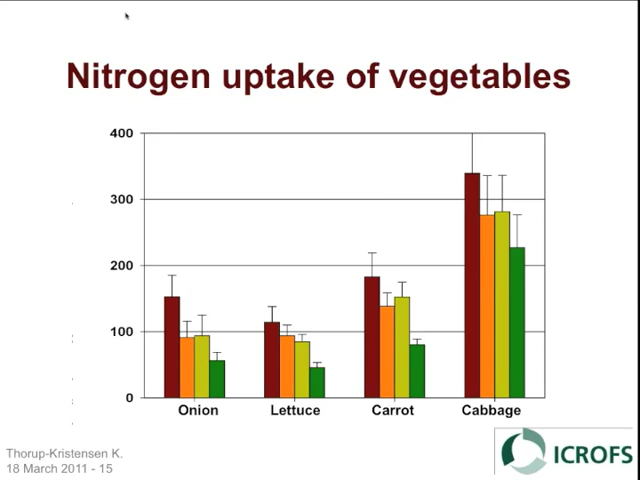 Nitrogen uptake of vegetables
400
300
200
100
0
Onion Lettuce Carrot Cabbage
Thorup-Kristensen K.
18 March 2011 - 15
ICROFS